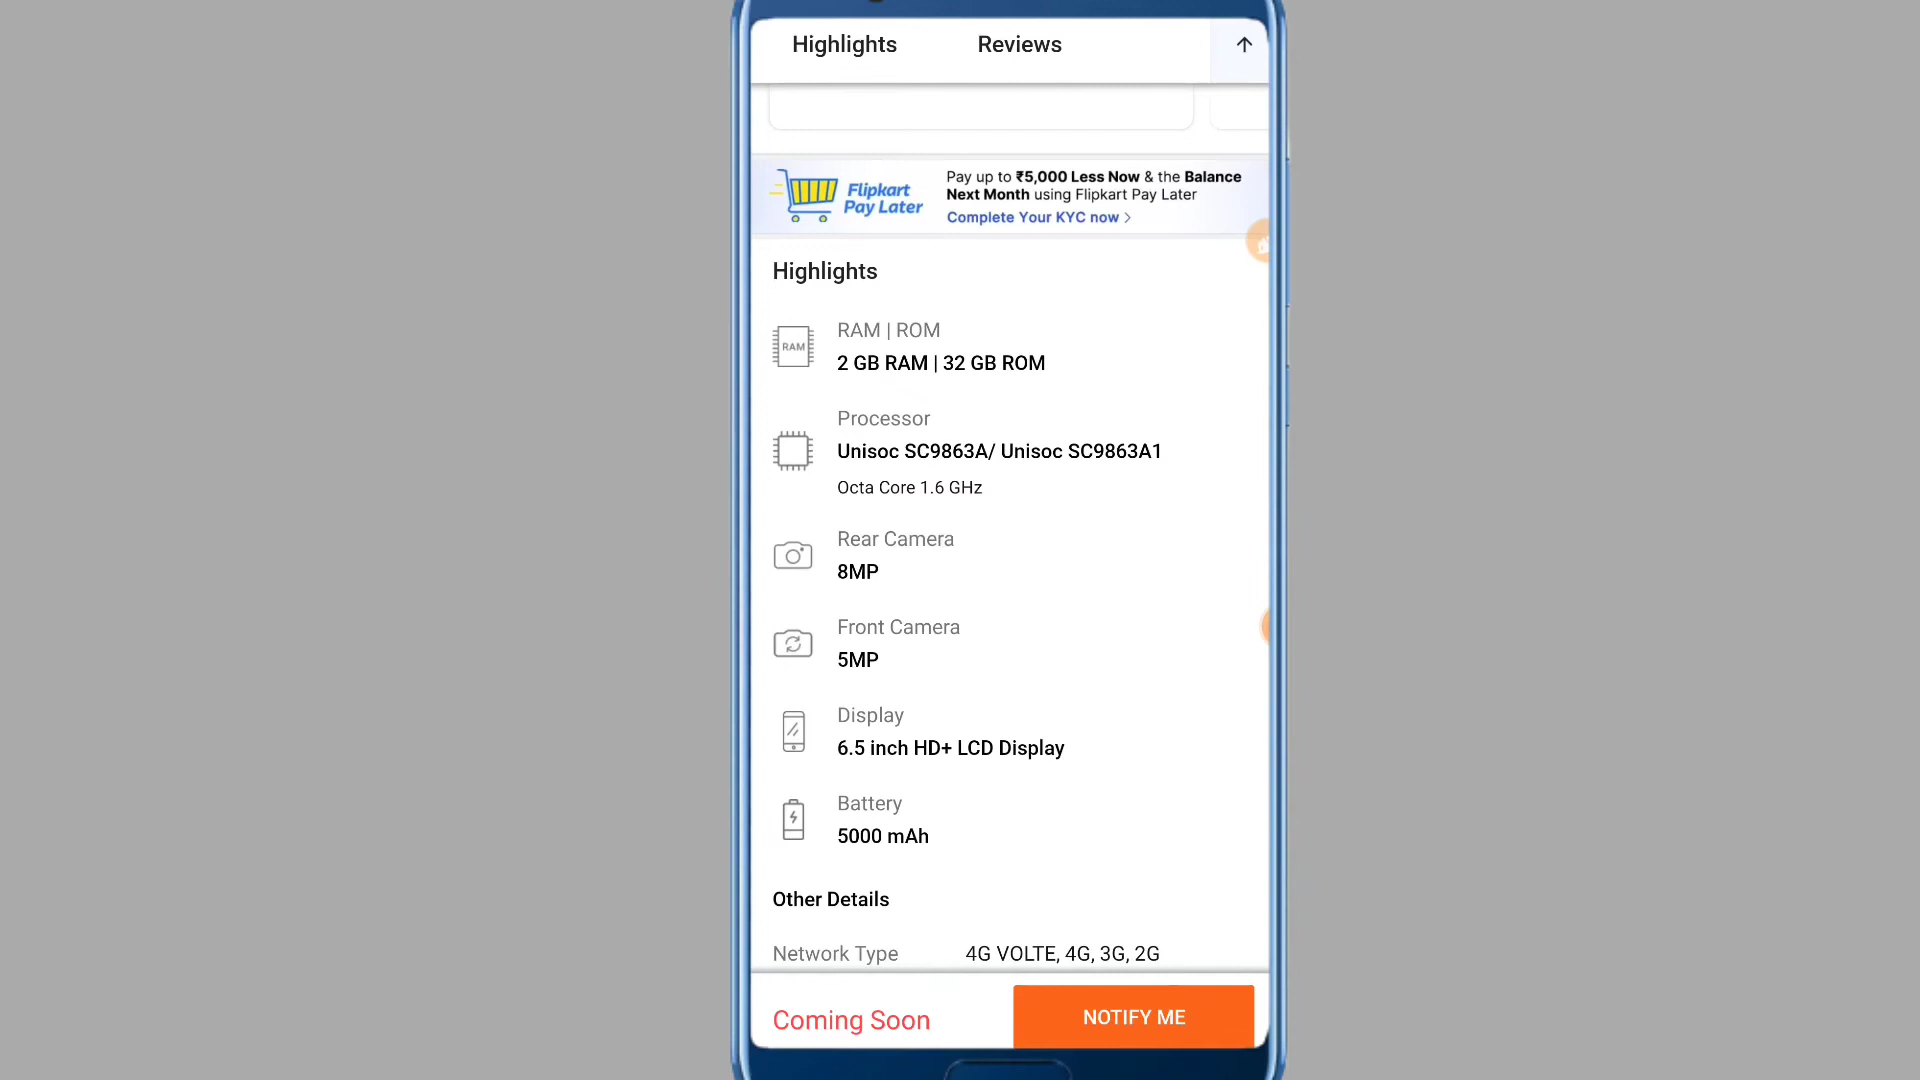 Highlights
Reviews
Flipkart
Pay Later
Pay up to ₹5,000 Less Now & the Balance
Next Month using Flipkart Pay Later
Complete Your KYC now >
Highlights
RAM
RAM | ROM
2 GB RAM | 32 GB ROM
Processor
Unisoc SC9863A/ Unisoc SC9863A1
Octa Core 1.6 GHz
Rear Camera
8MP
Front Camera
5MP
Display
6.5 inch HD+ LCD Display
Battery
5000 mAh
Other Details
Network Type 4G VOLTE, 4G, 3G, 2G
Coming Soon
NOTIFY ME